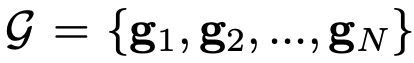 𝒢 = {𝐠₁, 𝐠₂, ..., 𝐠_N}